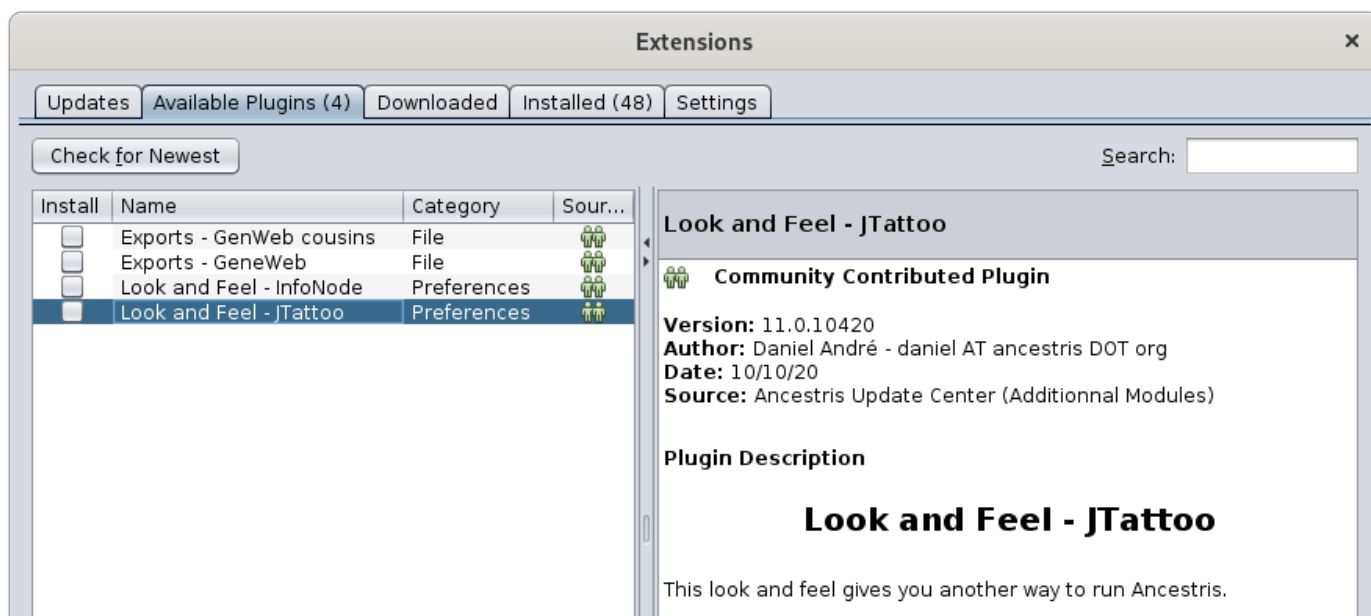 Extensions
Updates Available Plugins (4) Downloaded Installed (48) Settings
Check for Newest Search:
Install Name Category Sour...
Exports - GenWeb cousins File
Exports - GeneWeb File
Look and Feel - InfoNode Preferences
Look and Feel - JTattoo Preferences
Look and Feel - JTattoo
Community Contributed Plugin
Version: 11.0.10420
Author: Daniel André - daniel AT ancestris DOT org
Date: 10/10/20
Source: Ancestris Update Center (Additionnal Modules)
Plugin Description
Look and Feel - JTattoo
This look and feel gives you another way to run Ancestris.